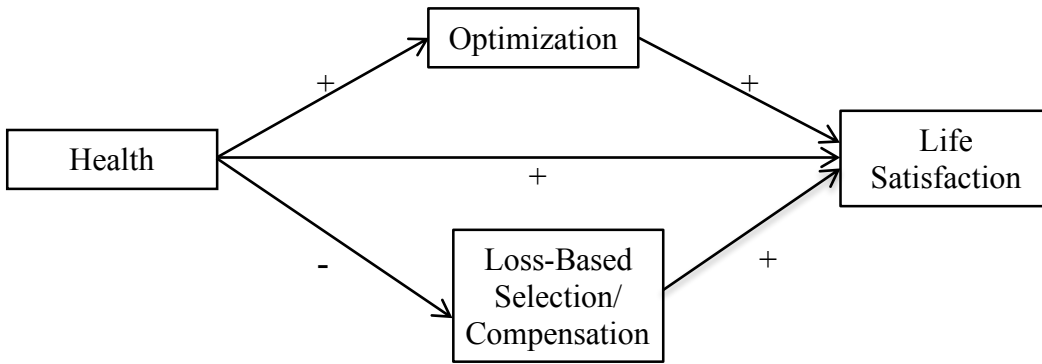 Optimization
+
+
Health
+
Life
Satisfaction
-
Loss-Based
Selection/
Compensation
+